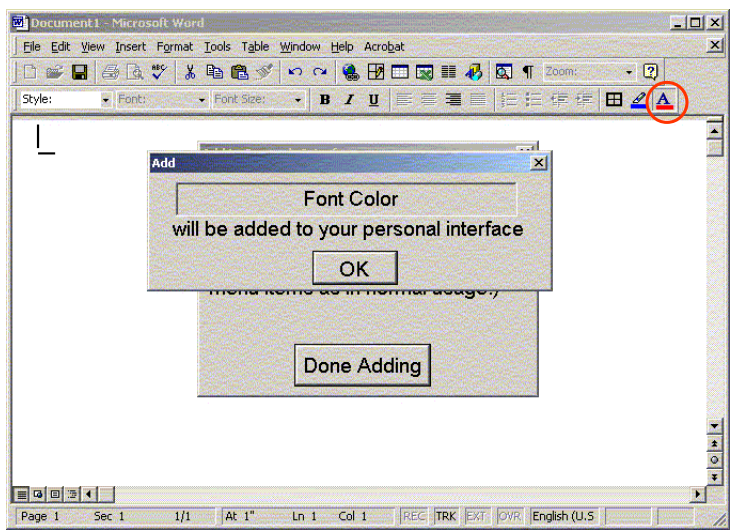 Document1 - Microsoft Word
File Edit View Insert Format Tools Table Window Help Acrobat
ABC ¶ Zoom: ?
Style: Font: Font Size: B I U A
Add
Font Color
will be added to your personal interface
OK
menu items as in normal usage.)
Done Adding
Page 1 Sec 1 1/1 At 1" Ln 1 Col 1 REC TRK EXT OVR English (U.S